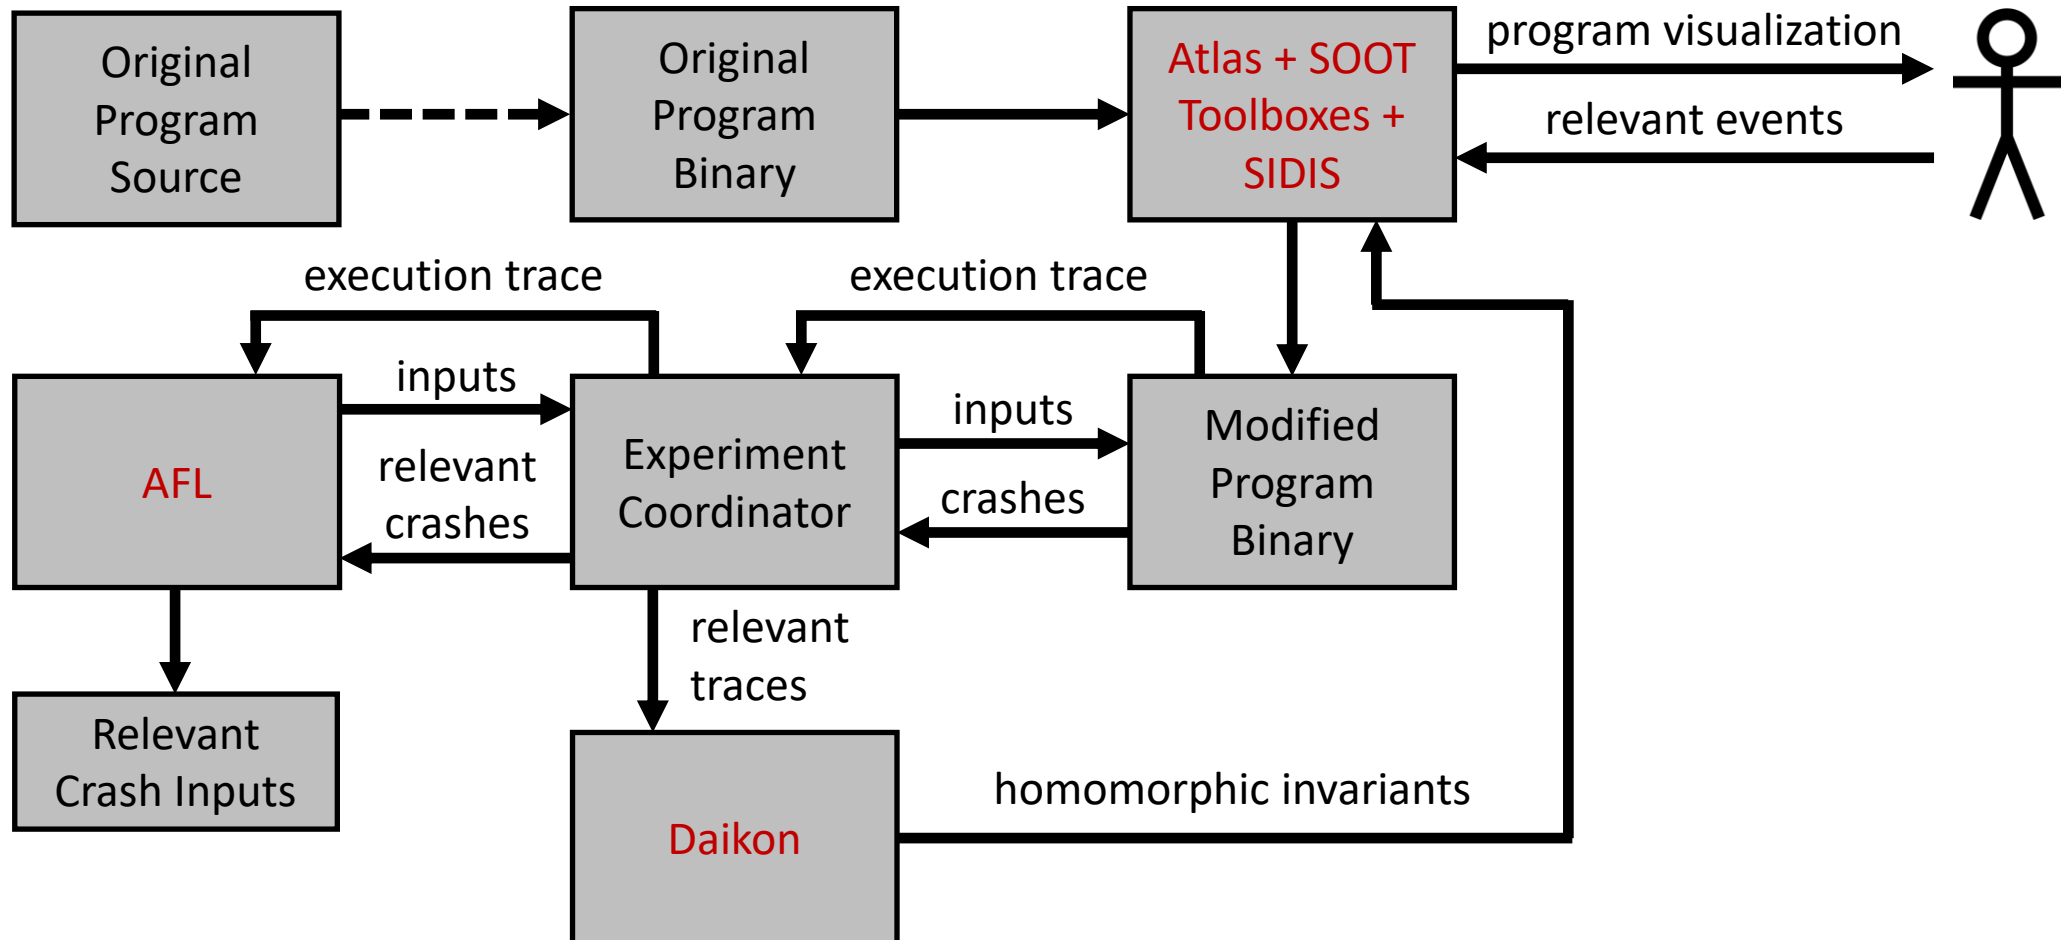 Original
Program
Source
Original
Program
Binary
Atlas + SOOT
Toolboxes +
SIDIS
program visualization
relevant events
execution trace
execution trace
AFL
inputs
relevant
crashes
Experiment
Coordinator
inputs
crashes
Modified
Program
Binary
relevant
traces
Relevant
Crash Inputs
Daikon
homomorphic invariants